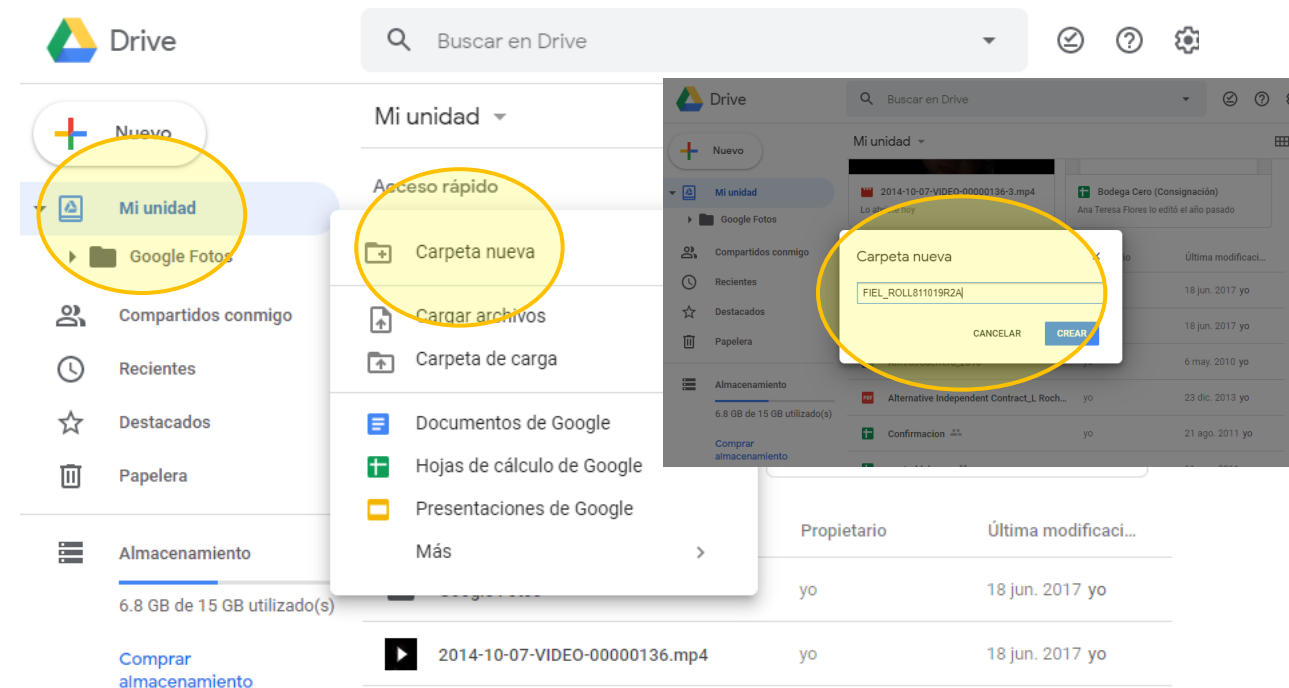 Drive
Buscar en Drive
Nuevo
Mi unidad
Google Fotos
Compartidos conmigo
Recientes
Destacados
Papelera
Almacenamiento
6.8 GB de 15 GB utilizado(s)
Comprar
almacenamiento
Mi unidad
Acceso rápido
Carpeta nueva
Cargar archivos
Carpeta de carga
Documentos de Google
Hojas de cálculo de Google
Presentaciones de Google
Más
Propietario
Última modificaci...
Google Fotos
yo
18 jun. 2017 yo
2014-10-07-VIDEO-00000136.mp4
yo
18 jun. 2017 yo
Drive
Buscar en Drive
Nuevo
Mi unidad
Google Fotos
Compartidos conmigo
Recientes
Destacados
Papelera
Almacenamiento
6.8 GB de 15 GB utilizado(s)
Comprar
almacenamiento
Mi unidad
2014-10-07-VIDEO-00000136-3.mp4
Bodega Cero (Consignación)
Ana Teresa Flores lo editó el año pasado
Última modificaci...
Carpeta nueva
FIEL_ROLL811019R2A
CANCELAR
CREAR
18 jun. 2017 yo
18 jun. 2017 yo
6 may. 2010 yo
Alternative Independent Contract_L Roch...
yo
23 dic. 2013 yo
Confirmacion
yo
21 ago. 2011 yo